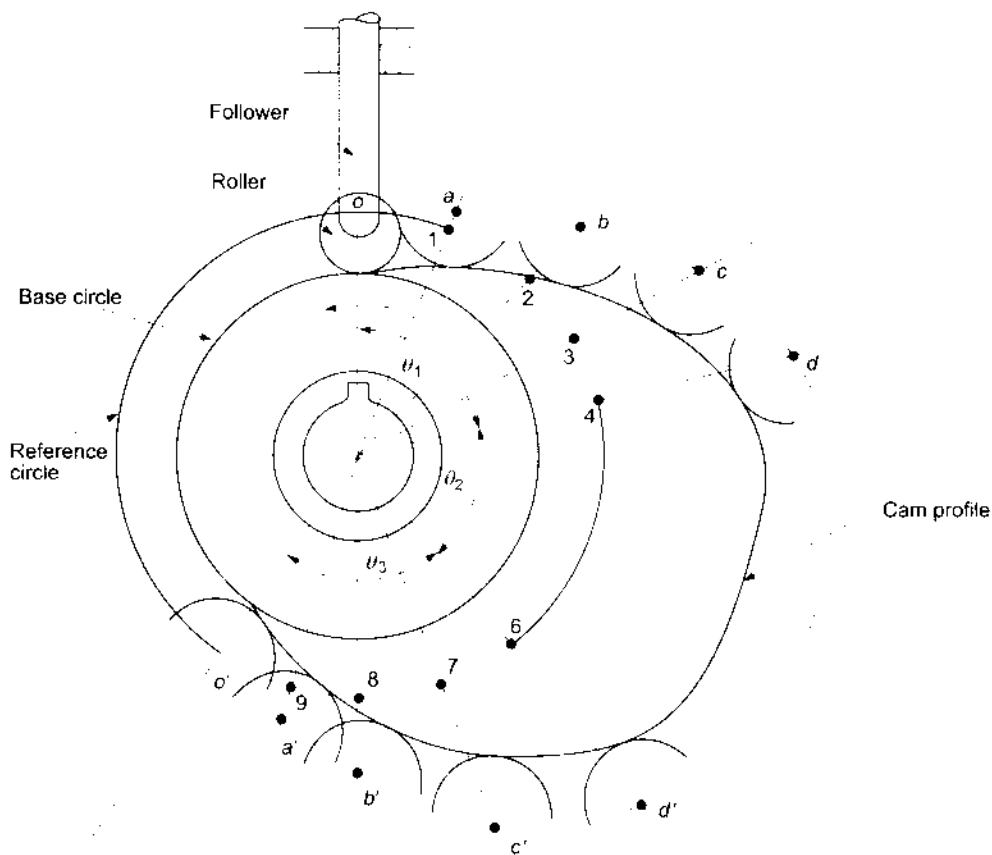 Follower
Roller
o
a
1
b
2
c
Base circle
3
d
θ₁
4
Reference
circle
θ₂
Cam profile
θ₃
6
o'
9
8
7
a'
b'
d'
c'